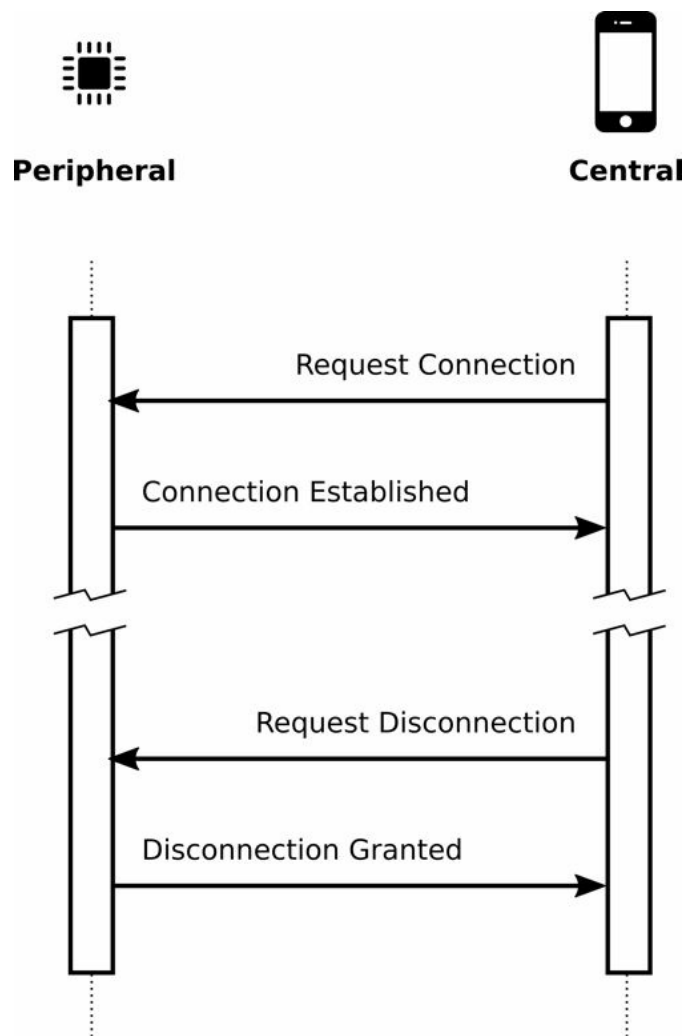 Peripheral
Central
Request Connection
Connection Established
Request Disconnection
Disconnection Granted